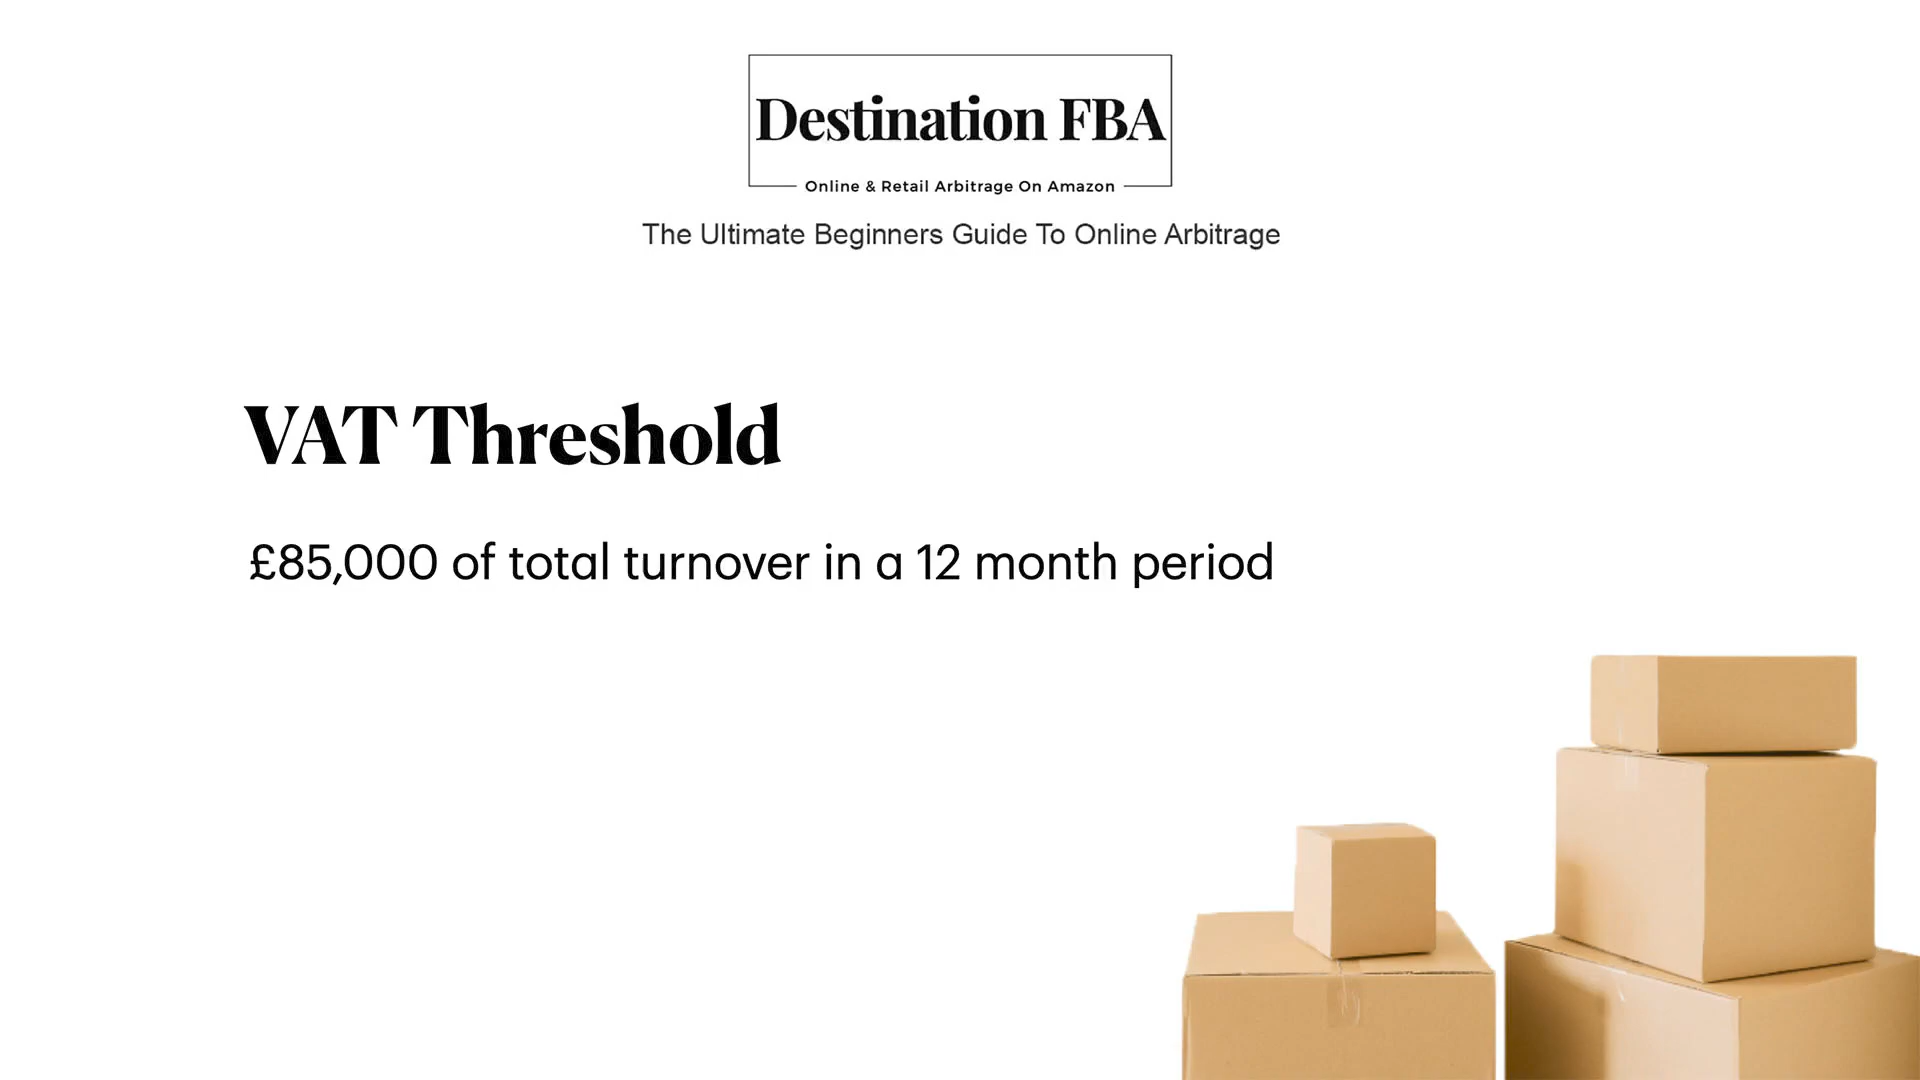 Destination FBA
Online & Retail Arbitrage On Amazon
The Ultimate Beginners Guide To Online Arbitrage
VAT Threshold
£85,000 of total turnover in a 12 month period